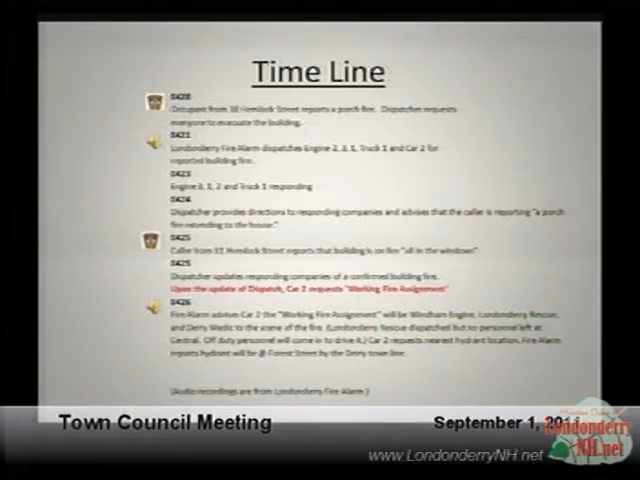 Time Line
0420
Occupant from 38 Hemlock Street reports a porch fire. Dispatcher requests
everyone to evacuate the building.
0421
Londonderry Fire Alarm dispatches Engine 2, 3, 1, Truck 1 and Car 2 for
reported building fire.
0423
Engine 3, 1, 2 and Truck 1 responding
0424
Dispatcher provides directions to responding companies and advises that the caller is reporting "a porch
fire extending to the house."
0425
Caller from Hemlock Street reports that building is on fire "all in the windows"
0425
Dispatcher updates responding companies of a confirmed building fire.
Upon the update of Dispatch, Car 2 requests "Working Fire Assignment"
0426
Fire Alarm advises Car 2 the "Working Fire Assignment" will be Windham Engine, Londonderry Rescue,
and Derry Medic to the scene of the fire. (Londonderry Rescue dispatched but no personnel left at
Central. Off duty personnel will come in to drive it.) Car 2 requests nearest hydrant location. Fire Alarm
reports hydrant will be @ Forest Street by the Derry town line.
(Audio recordings are from Londonderry Fire Alarm )
Town Council Meeting
September 1,
Londonderry
NH.net
www.LondonderryNH.net